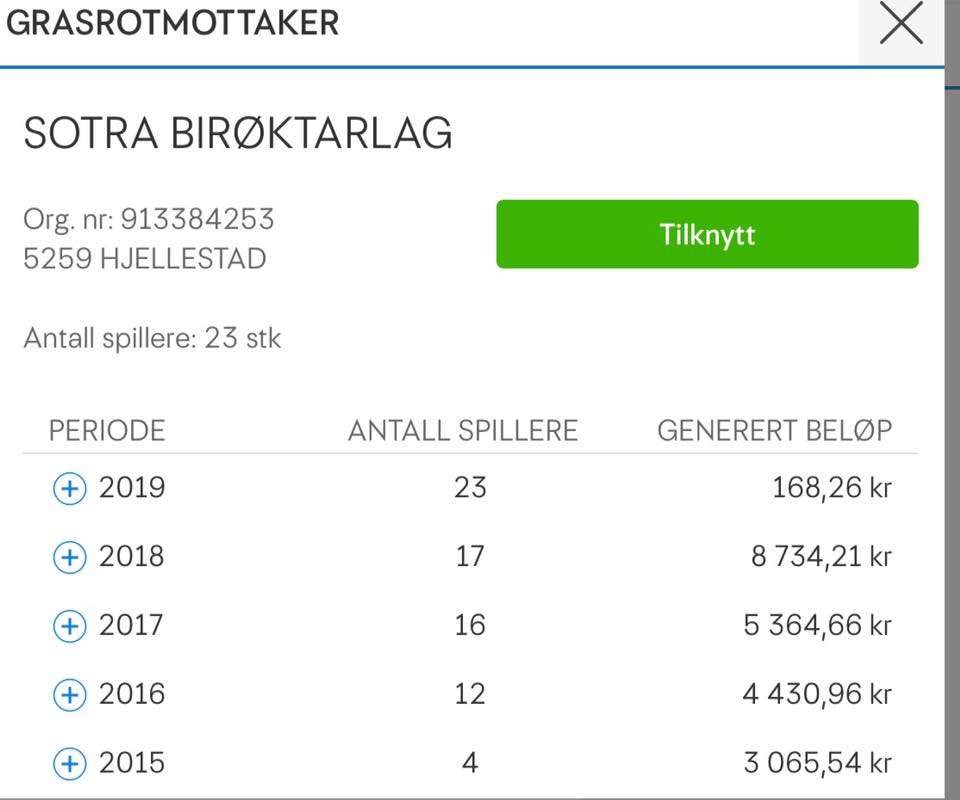 GRASROTMOTTAKER
SOTRA BIRØKTARLAG
Org. nr: 913384253
5259 HJELLESTAD
Tilknytt
Antall spillere: 23 stk
PERIODE ANTALL SPILLERE GENERERT BELØP
2019 23 168,26 kr
2018 17 8 734,21 kr
2017 16 5 364,66 kr
2016 12 4 430,96 kr
2015 4 3 065,54 kr